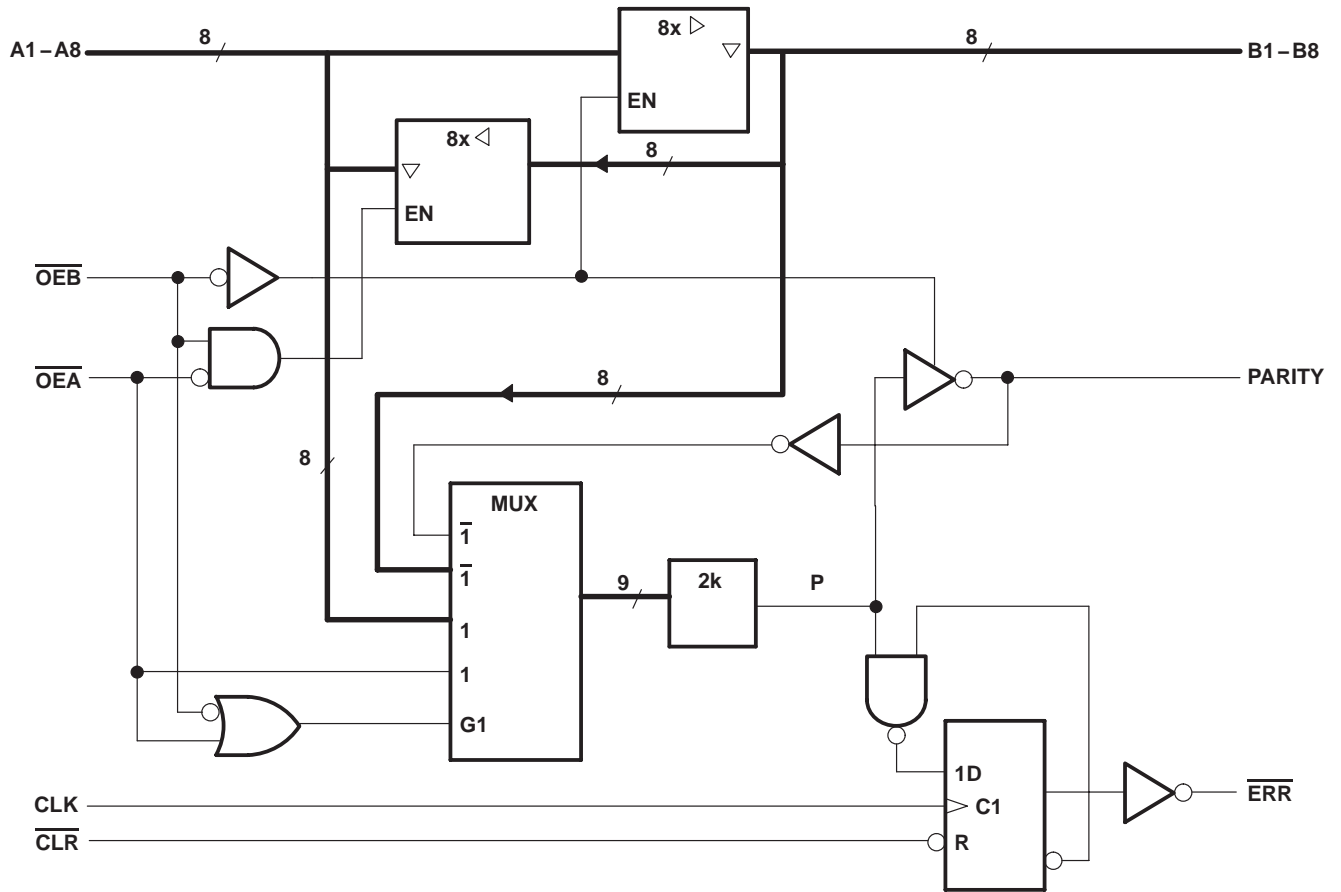 8x
A1–A8
8
8
B1–B8
EN
8x
8
EN
OEB
OEA
8
PARITY
8
MUX
1
1
9
2k
P
1
1
G1
1D
CLK
C1
ERR
CLR
R